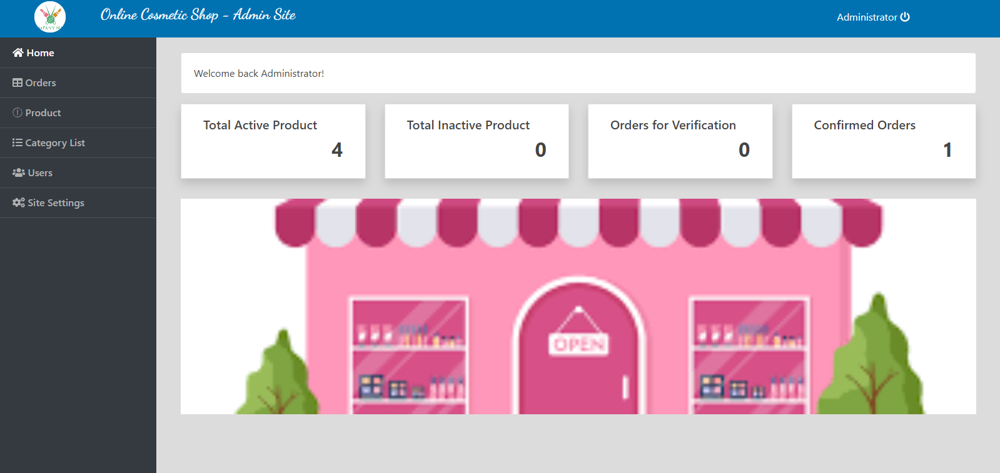 Online Cosmetic Shop - Admin Site
Administrator
Home
Orders
Product
Category List
Users
Site Settings
Welcome back Administrator!
Total Active Product
4
Total Inactive Product
0
Orders for Verification
0
Confirmed Orders
1
OPEN